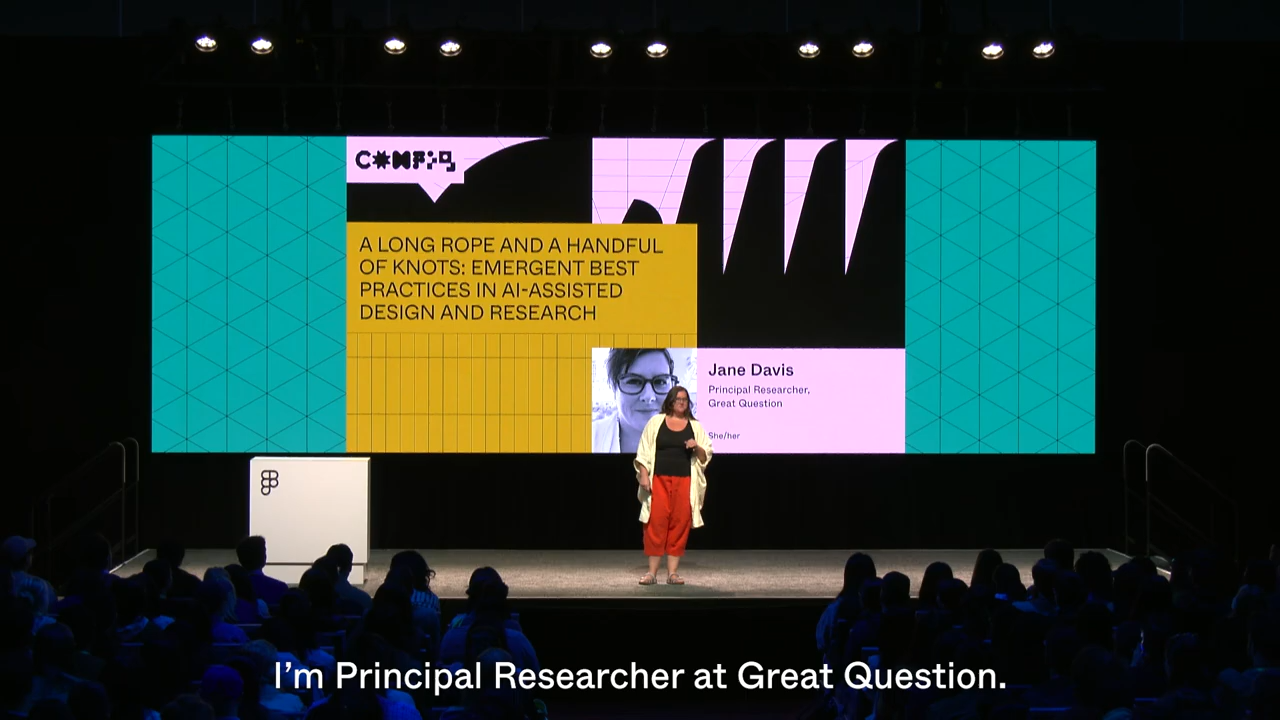 CONFIG
A LONG ROPE AND A HANDFUL
OF KNOTS: EMERGENT BEST
PRACTICES IN AI-ASSISTED
DESIGN AND RESEARCH
Jane Davis
Principal Researcher,
Great Question
She/her
I'm Principal Researcher at Great Question.